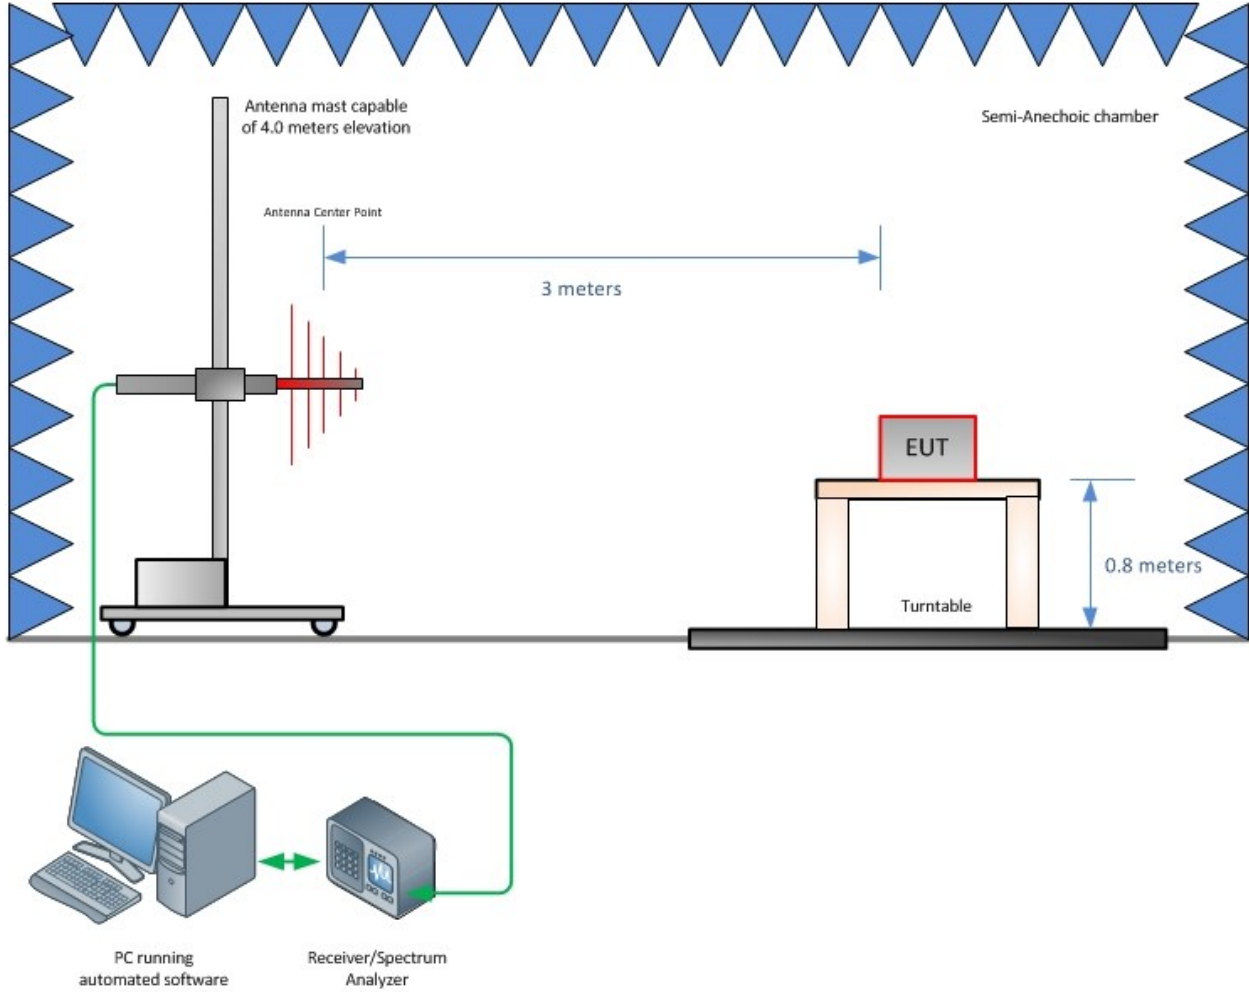 Antenna mast capable
of 4.0 meters elevation
Semi-Anechoic chamber
Antenna Center Point
3 meters
EUT
0.8 meters
Turntable
PC running
automated software
Receiver/Spectrum
Analyzer